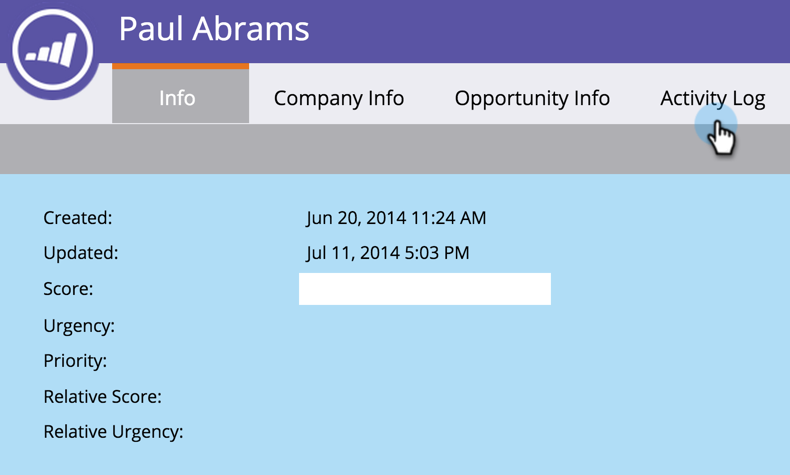 Paul Abrams
Info Company Info Opportunity Info Activity Log
Created: Jun 20, 2014 11:24 AM
Updated: Jul 11, 2014 5:03 PM
Score:
Urgency:
Priority:
Relative Score:
Relative Urgency: